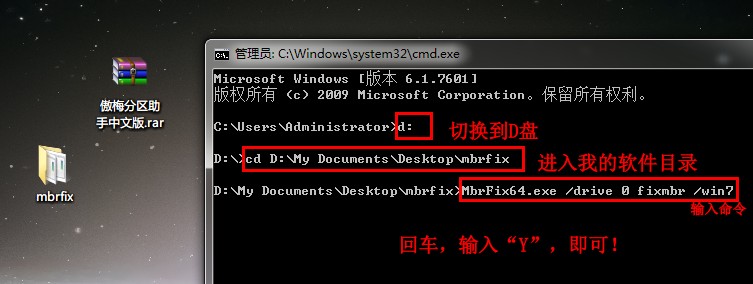 管理员: C:\Windows\system32\cmd.exe
Microsoft Windows [版本 6.1.7601]
版权所有 (c) 2009 Microsoft Corporation。保留所有权利。
C:\Users\Administrator>d: 切换到D盘
D:\>cd D:\My Documents\Desktop\mbrfix 进入我的软件目录
D:\My Documents\Desktop\mbrfix>MbrFix64.exe /drive 0 fixmbr /win7
输入命令
回车，输入“Y”，即可！
傲梅分区助
手中文版.rar
mbrfix